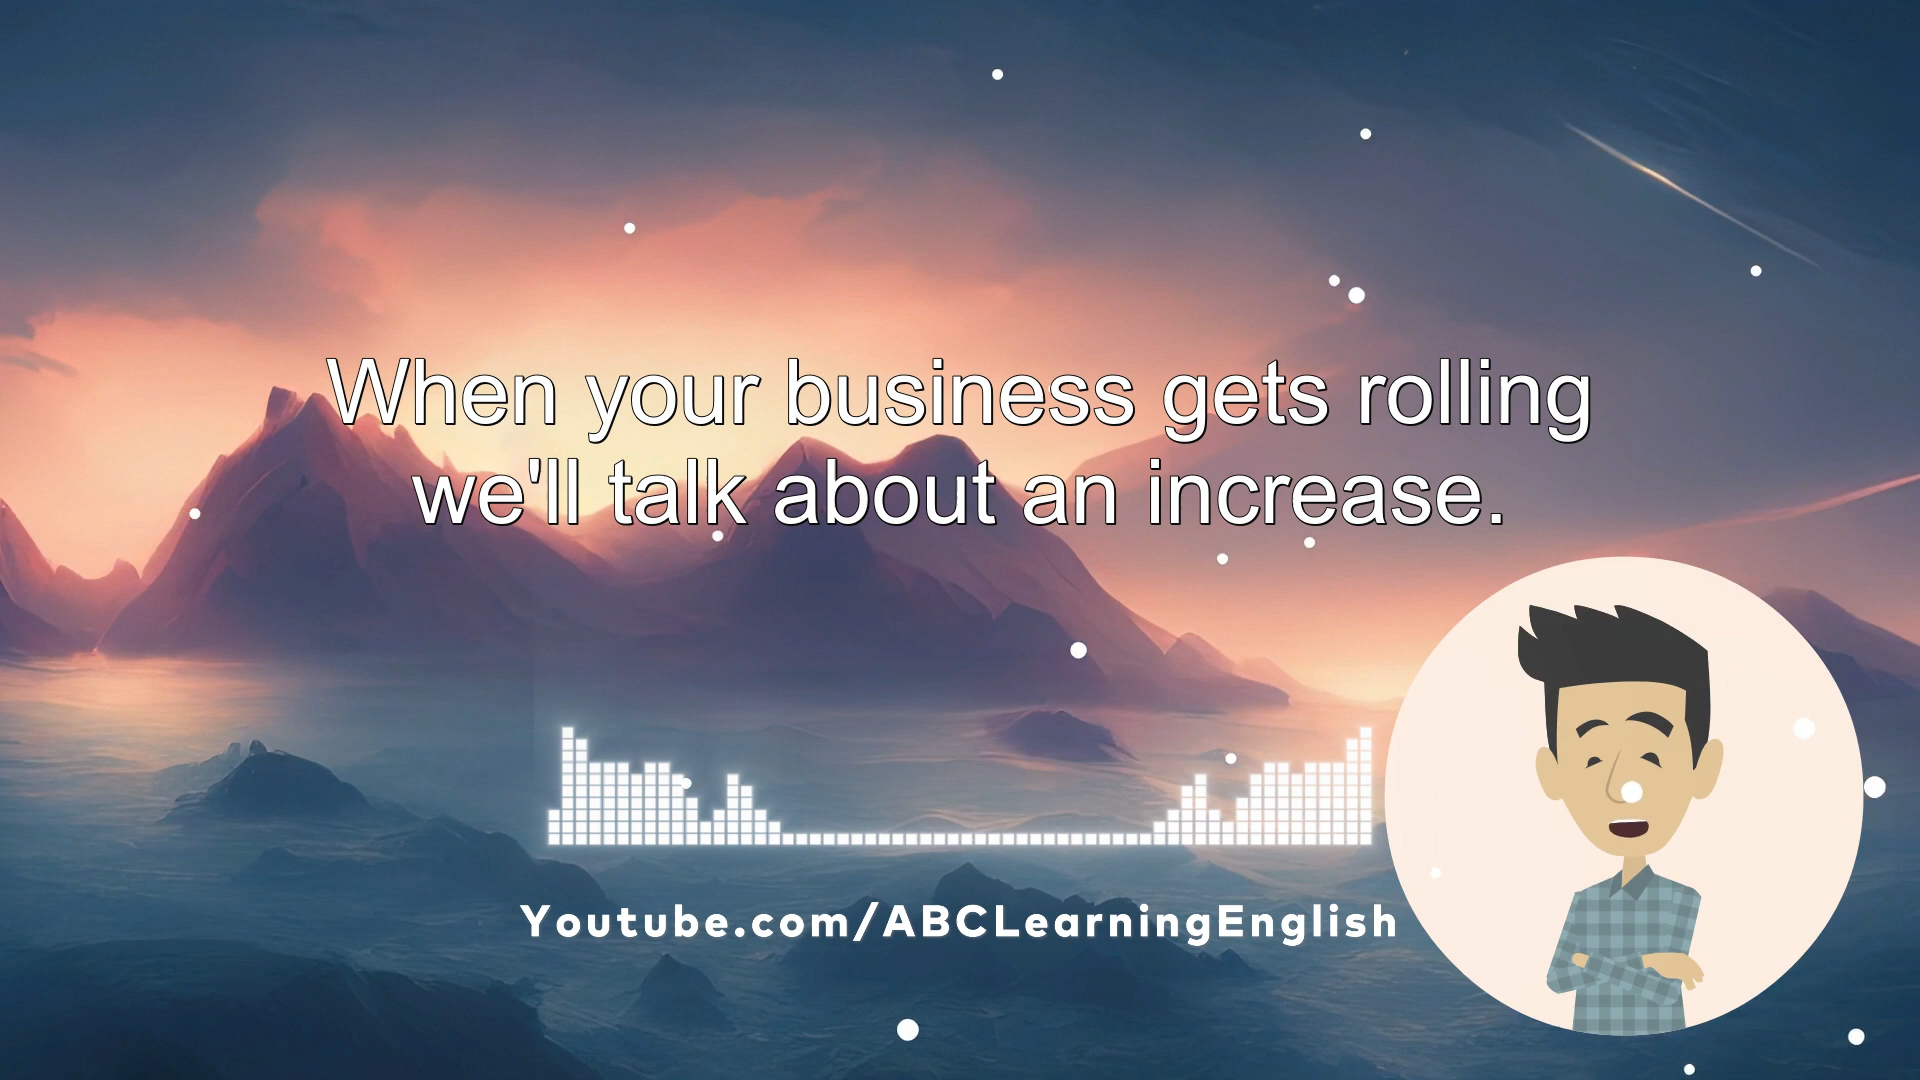 When your business gets rolling
we'll talk about an increase.
Youtube.com/ABCLearningEnglish